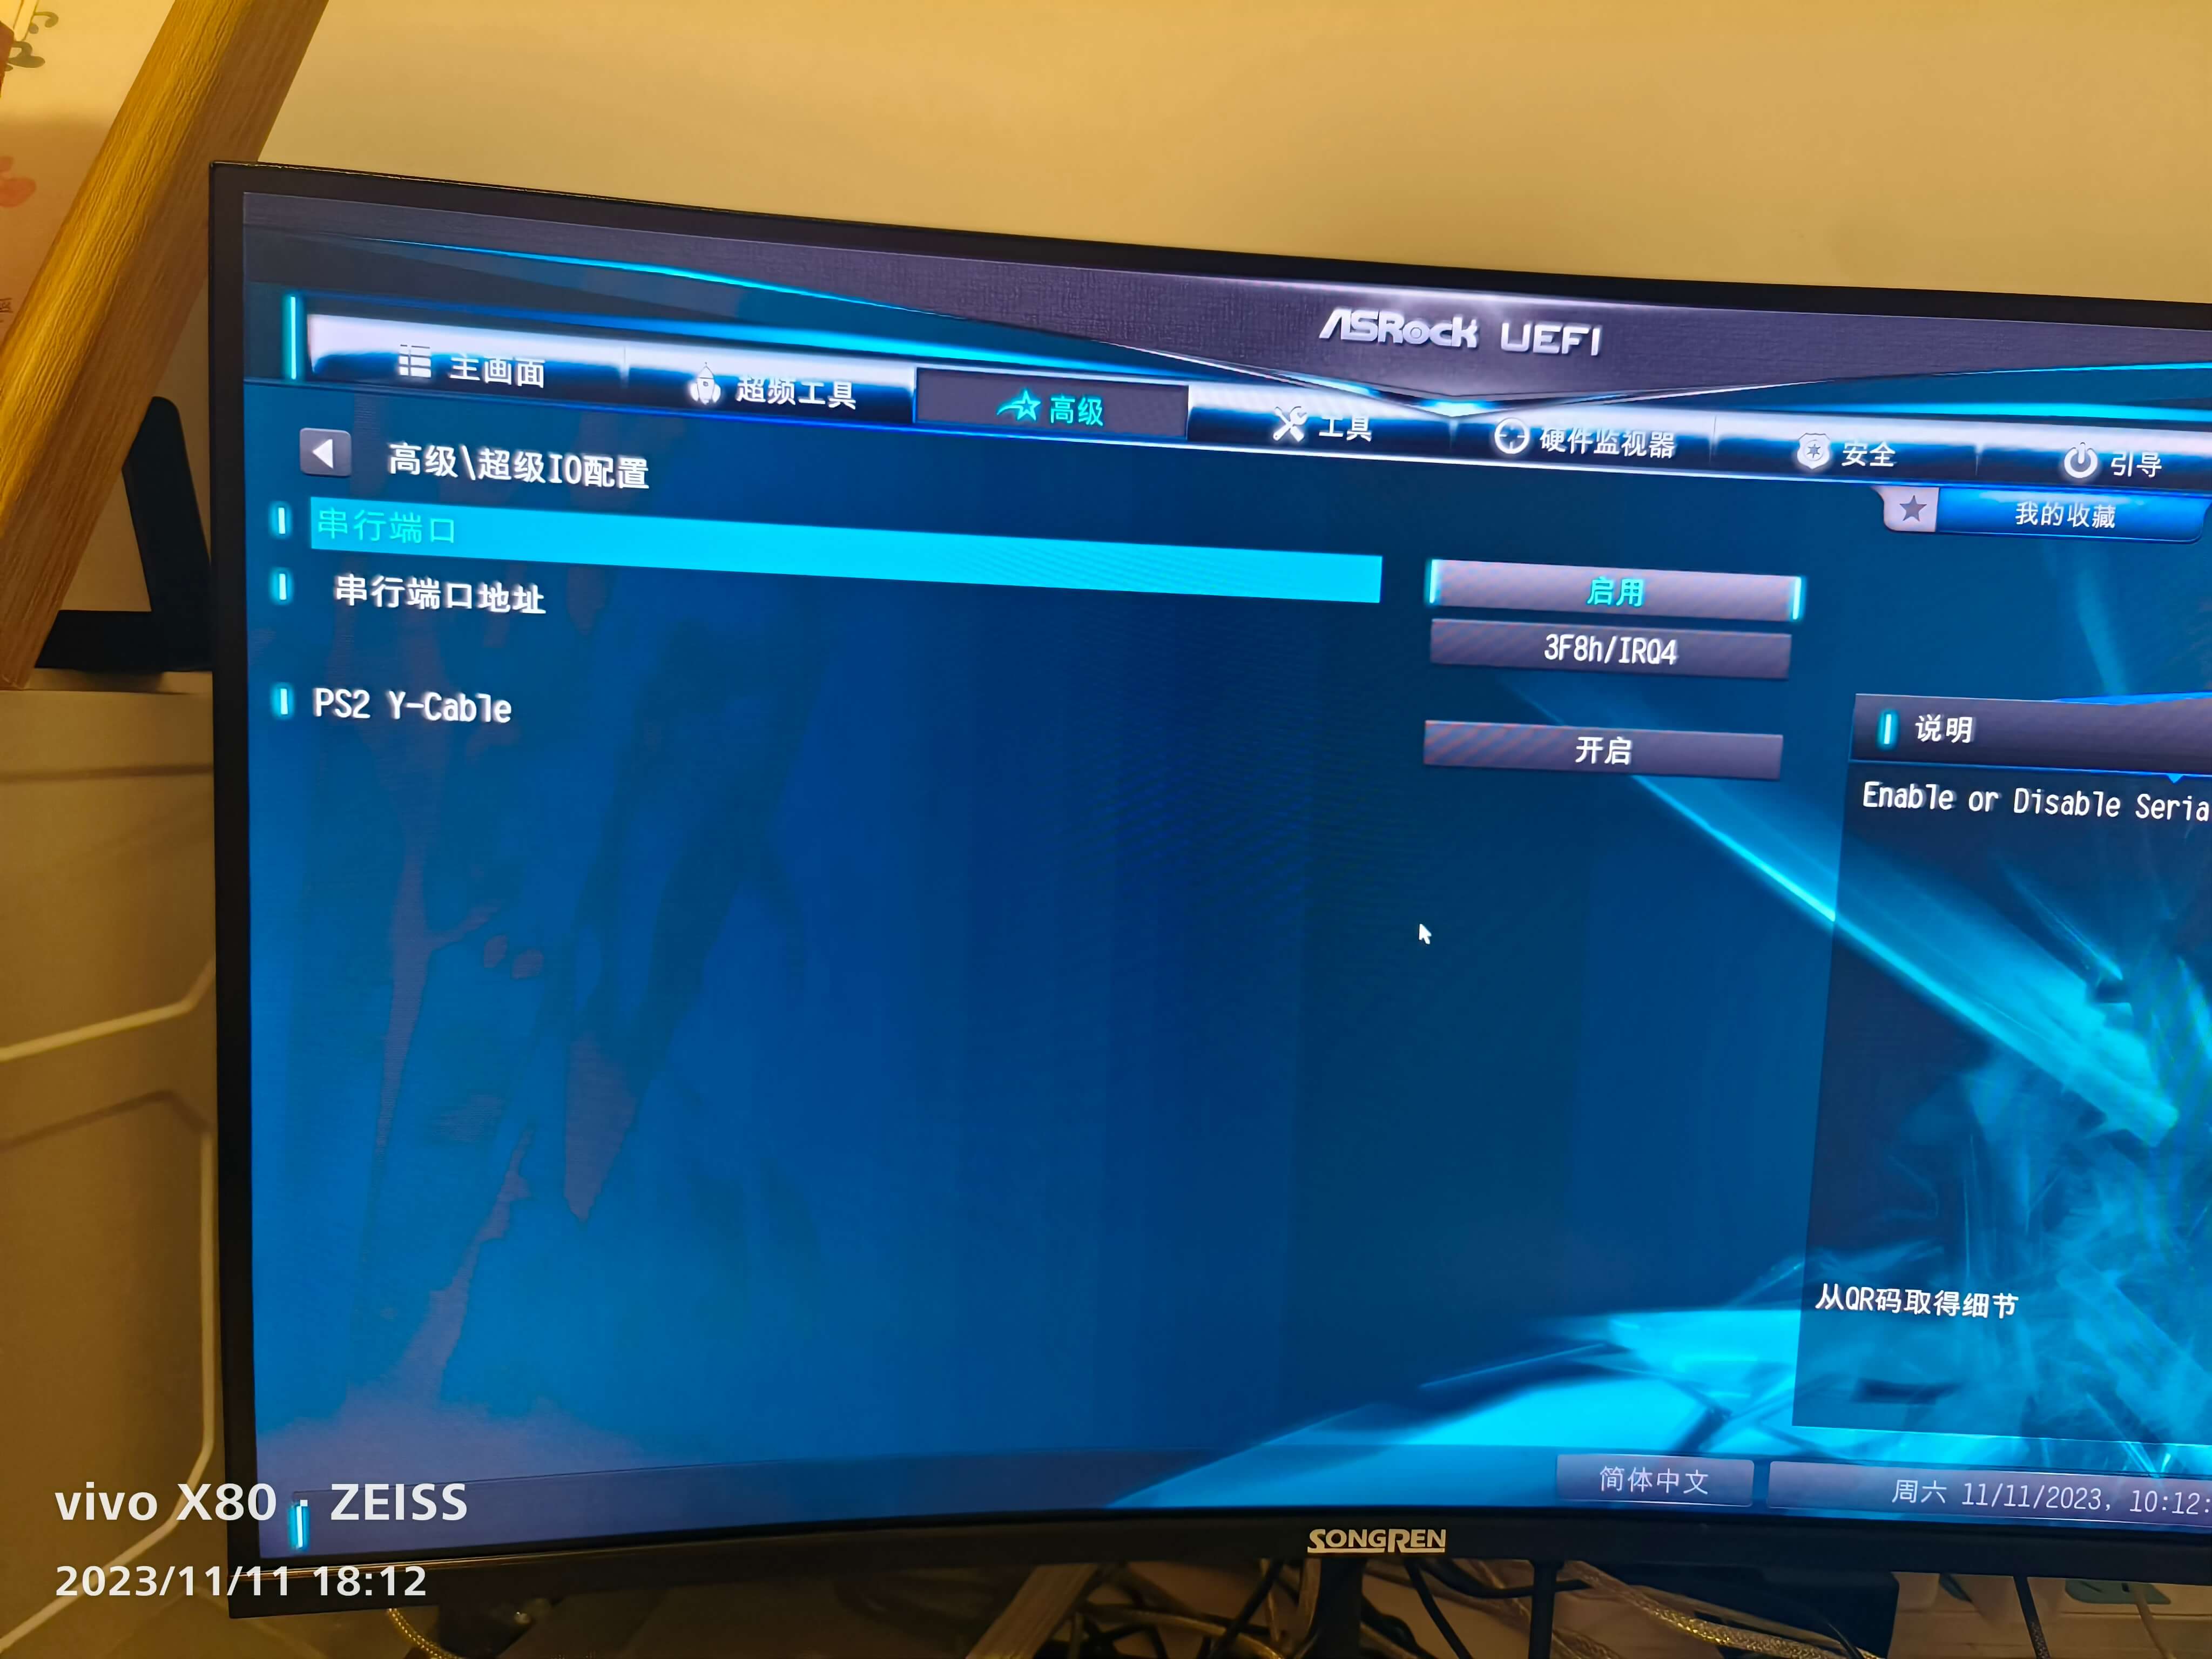 ASRock UEFI
主画面
超频工具
高级
工具
硬件监视器
安全
引导
高级\超级IO配置
我的收藏
串行端口
启用
串行端口地址
3F8h/IRQ4
PS2 Y-Cable
开启
说明
Enable or Disable Seria
从QR码取得细节
简体中文
周六 11/11/2023, 10:12:
SONGREN
vivo X80 · ZEISS
2023/11/11 18:12